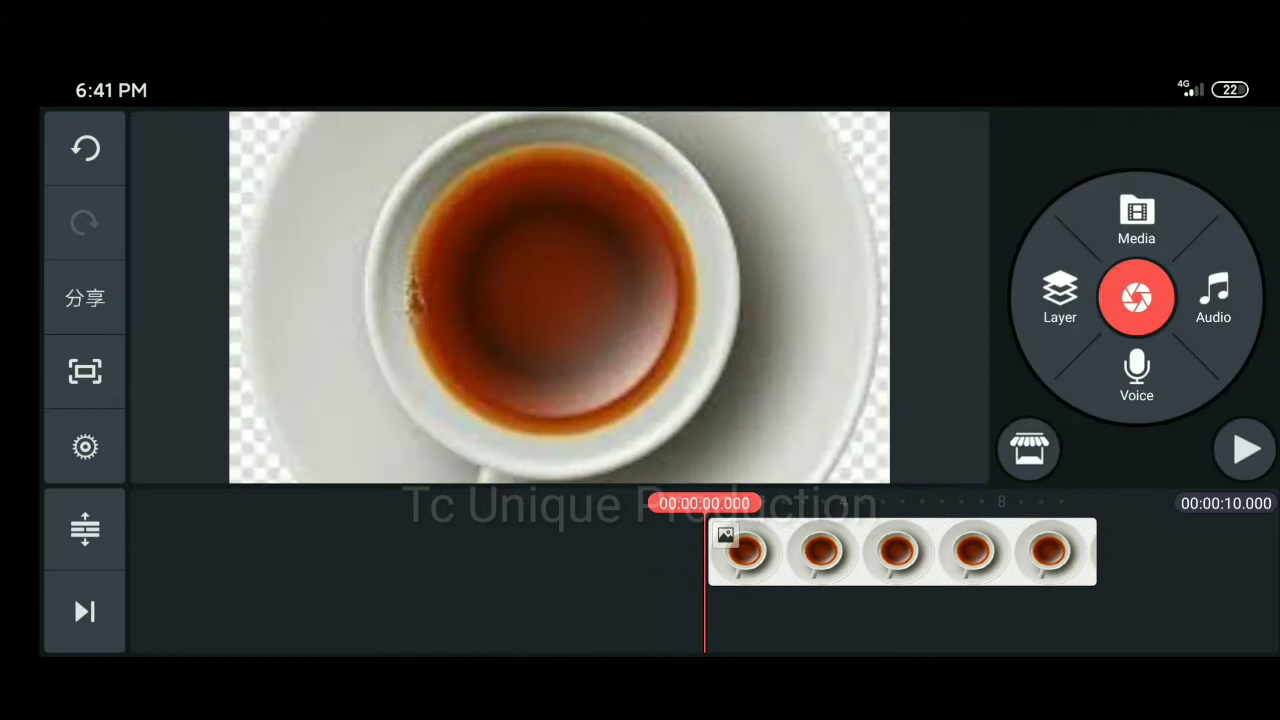 6:41 PM
4G
22
分享
Media
Layer
Audio
Voice
Tc Unique Production
00:00:00.000
4
8
00:00:10.000